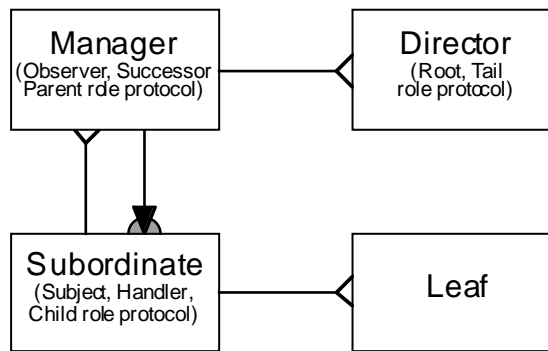 Manager
(Observer, Successor
Parent role protocol)
Director
(Root, Tail
role protocol)
Subordinate
(Subject, Handler,
Child role protocol)
Leaf